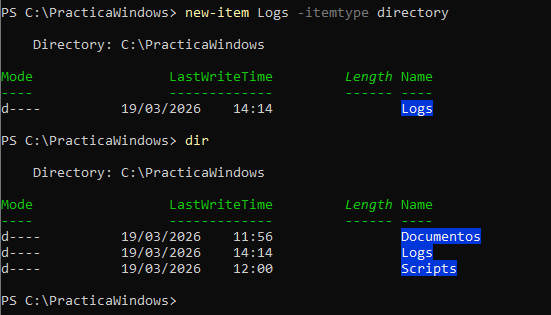 PS C:\PracticaWindows> new-item Logs -itemtype directory
Directory: C:\PracticaWindows
Mode LastWriteTime Length Name
---- ------------- ------ ----
d---- 19/03/2026 14:14 Logs
PS C:\PracticaWindows> dir
Directory: C:\PracticaWindows
Mode LastWriteTime Length Name
---- ------------- ------ ----
d---- 19/03/2026 11:56 Documentos
d---- 19/03/2026 14:14 Logs
d---- 19/03/2026 12:00 Scripts
PS C:\PracticaWindows>